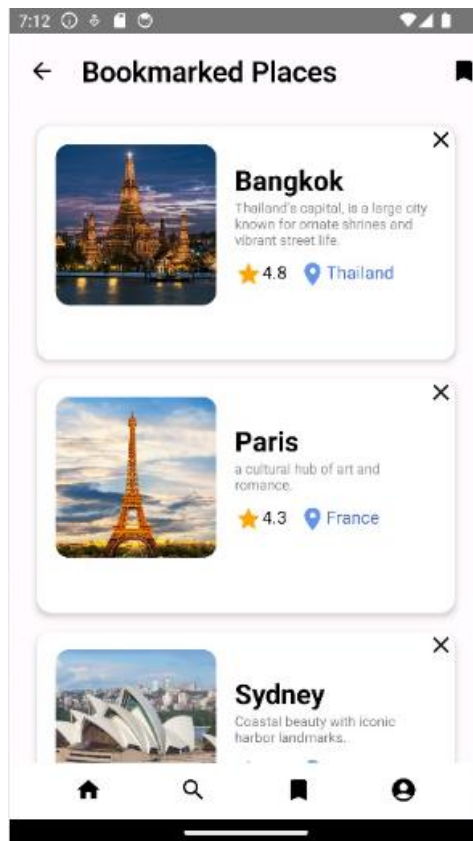 7:12
Bookmarked Places
Bangkok
Thailand's capital, is a large city
known for ornate shrines and
vibrant street life.
4.8 Thailand
Paris
a cultural hub of art and
romance.
4.3 France
Sydney
Coastal beauty with iconic
harbor landmarks.